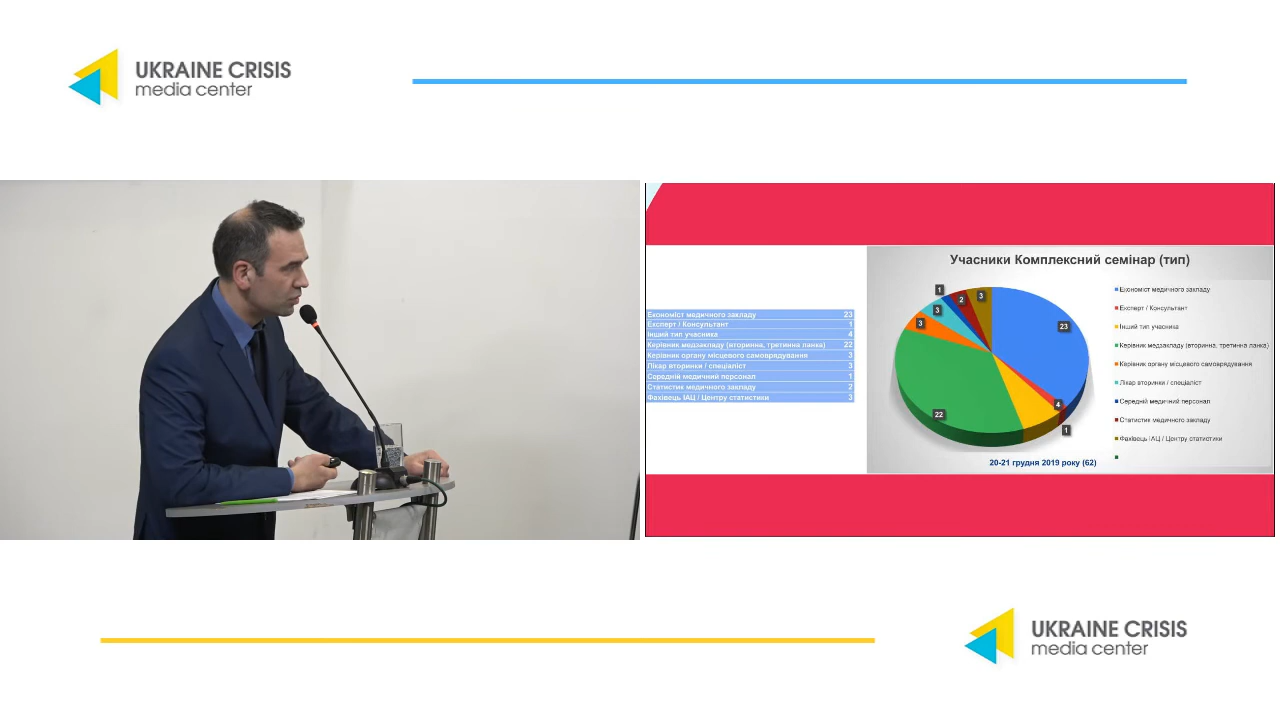 UKRAINE CRISIS
media center
Економіст медичного закладу 23
Експерт / Консультант 1
Інший тип учасника 4
Керівник медзакладу (вторинна, третинна ланка) 22
Керівник органу місцевого самоврядування 3
Лікар вторинки / спеціаліст 3
Середній медичний персонал 1
Статистик медичного закладу 2
Фахівець ІАЦ / Центру статистики 3
Учасники Комплексний семінар (тип)
1
2
3
3
3
23
22
4
1
Економіст медичного закладу
Експерт / Консультант
Інший тип учасника
Керівник медзакладу (вторинна, третинна ланка)
Керівник органу місцевого самоврядування
Лікар вторинки / спеціаліст
Середній медичний персонал
Статистик медичного закладу
Фахівець ІАЦ / Центру статистики
20-21 грудня 2019 року (62)
UKRAINE CRISIS
media center